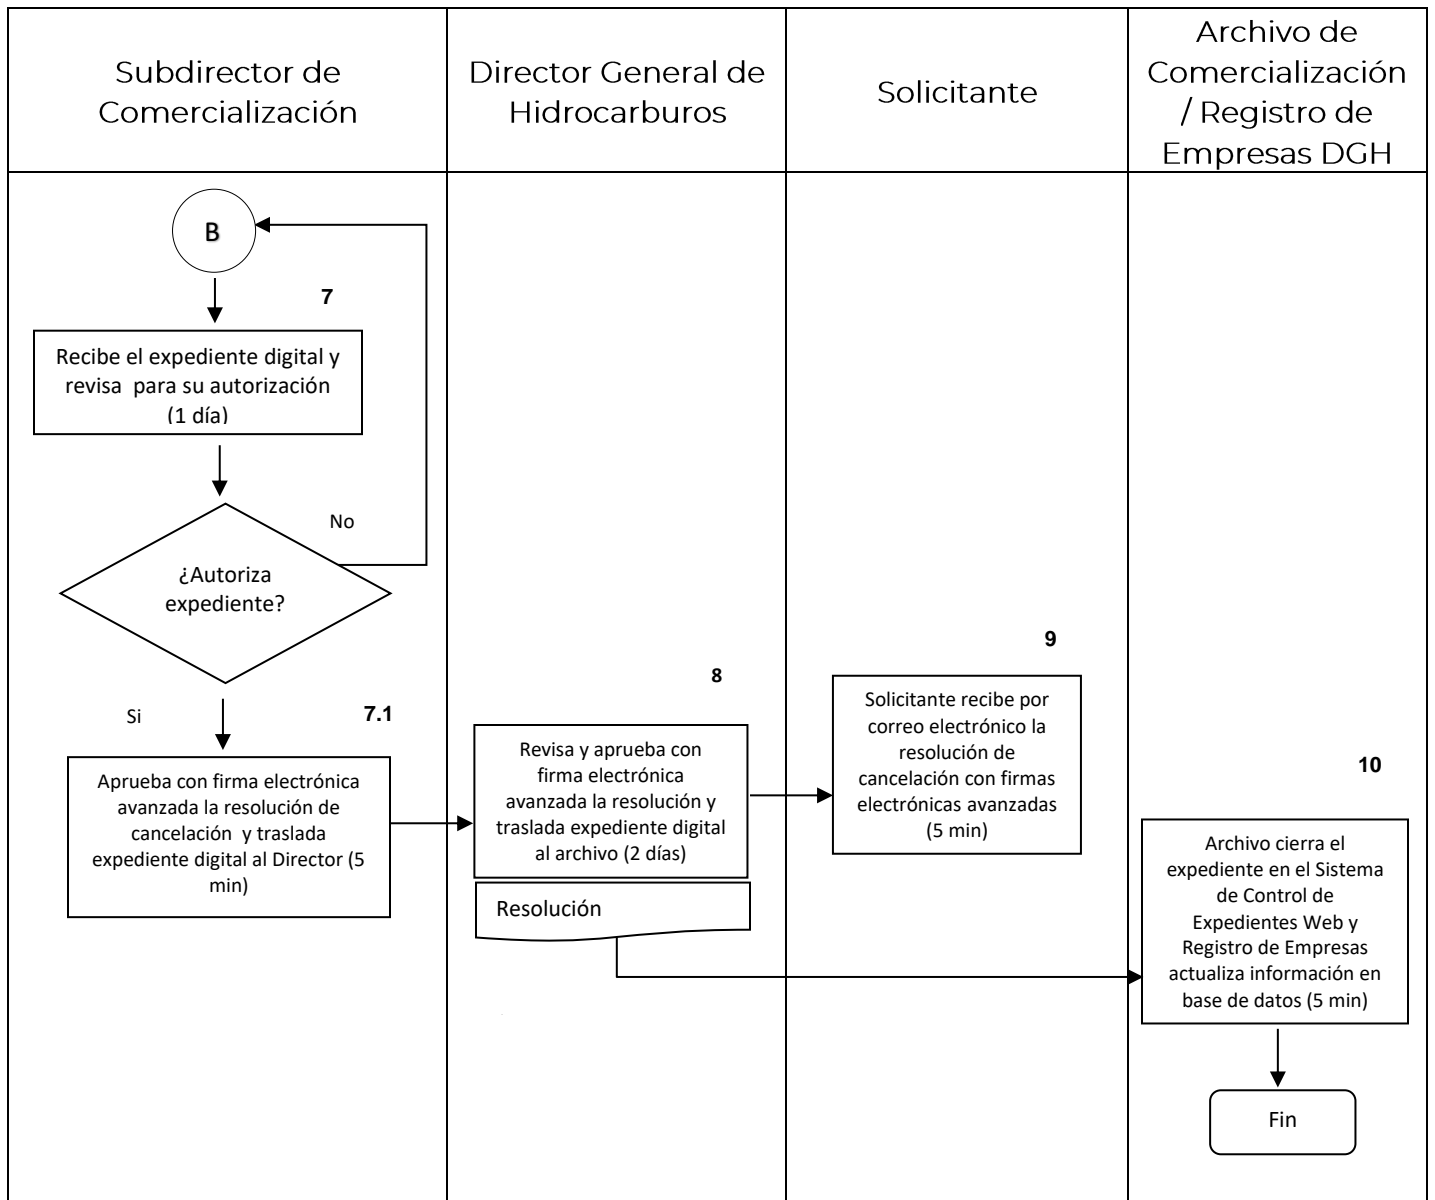 Subdirector de
Comercialización
Director General de
Hidrocarburos
Solicitante
Archivo de
Comercialización
/ Registro de
Empresas DGH
B
7
Recibe el expediente digital y
revisa  para su autorización
(1 día)
No
¿Autoriza
expediente?
Si
7.1
Aprueba con firma electrónica
avanzada la resolución de
cancelación  y traslada
expediente digital al Director (5
min)
8
Revisa y aprueba con
firma electrónica
avanzada la resolución y
traslada expediente digital
al archivo (2 días)
Resolución
9
Solicitante recibe por
correo electrónico la
resolución de
cancelación con firmas
electrónicas avanzadas
(5 min)
10
Archivo cierra el
expediente en el Sistema
de Control de
Expedientes Web y
Registro de Empresas
actualiza información en
base de datos (5 min)
Fin